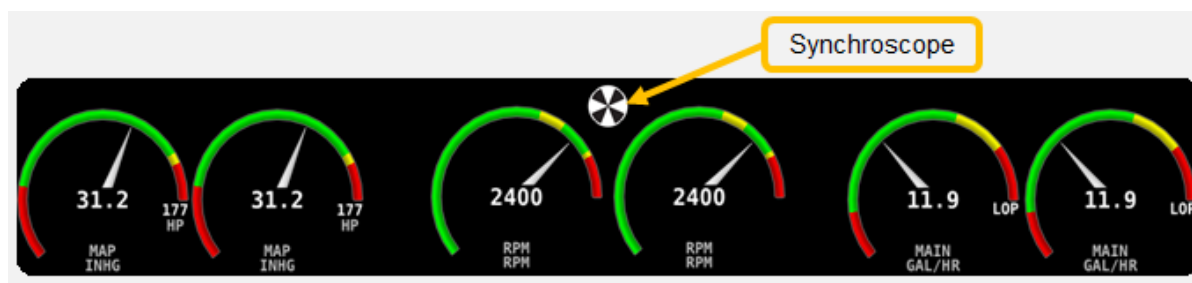 Synchroscope
31.2
177
HP
MAP
INHG
31.2
177
HP
MAP
INHG
2400
RPM
RPM
2400
RPM
RPM
11.9
LOP
MAIN
GAL/HR
11.9
LOP
MAIN
GAL/HR